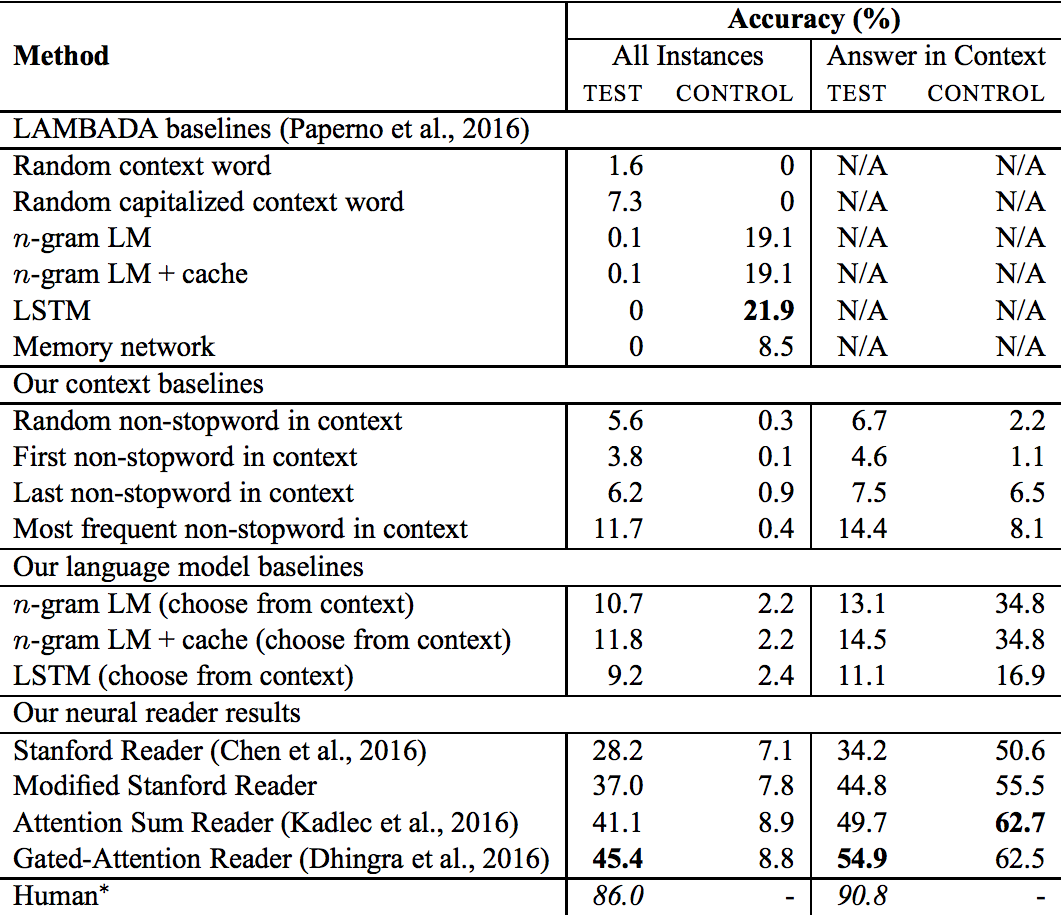 Accuracy (%)
Method All Instances Answer in Context
TEST CONTROL TEST CONTROL
LAMBADA baselines (Paperno et al., 2016)
Random context word 1.6 0 N/A N/A
Random capitalized context word 7.3 0 N/A N/A
n-gram LM 0.1 19.1 N/A N/A
n-gram LM + cache 0.1 19.1 N/A N/A
LSTM 0 21.9 N/A N/A
Memory network 0 8.5 N/A N/A
Our context baselines
Random non-stopword in context 5.6 0.3 6.7 2.2
First non-stopword in context 3.8 0.1 4.6 1.1
Last non-stopword in context 6.2 0.9 7.5 6.5
Most frequent non-stopword in context 11.7 0.4 14.4 8.1
Our language model baselines
n-gram LM (choose from context) 10.7 2.2 13.1 34.8
n-gram LM + cache (choose from context) 11.8 2.2 14.5 34.8
LSTM (choose from context) 9.2 2.4 11.1 16.9
Our neural reader results
Stanford Reader (Chen et al., 2016) 28.2 7.1 34.2 50.6
Modified Stanford Reader 37.0 7.8 44.8 55.5
Attention Sum Reader (Kadlec et al., 2016) 41.1 8.9 49.7 62.7
Gated-Attention Reader (Dhingra et al., 2016) 45.4 8.8 54.9 62.5
Human* 86.0 - 90.8 -